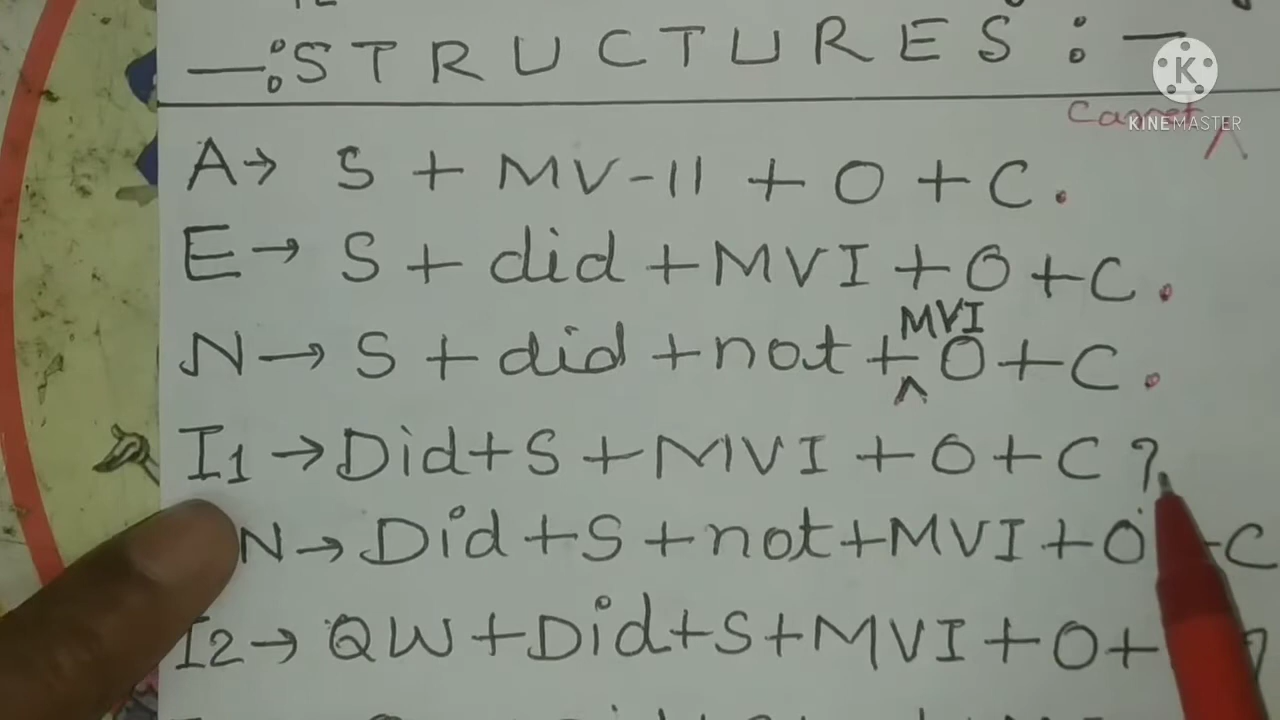 —:STRUCTURES:—
K
KINEMASTER
A→ S + MV-II + O + C.
E→ S + did + MVI + O + C.
MVI
N→ S + did + not + ^ O + C.
I1→ Did + S + MVI + O + C ?
N→ Did + S + not + MVI + O + C
I2→ QW + Did + S + MVI + O +